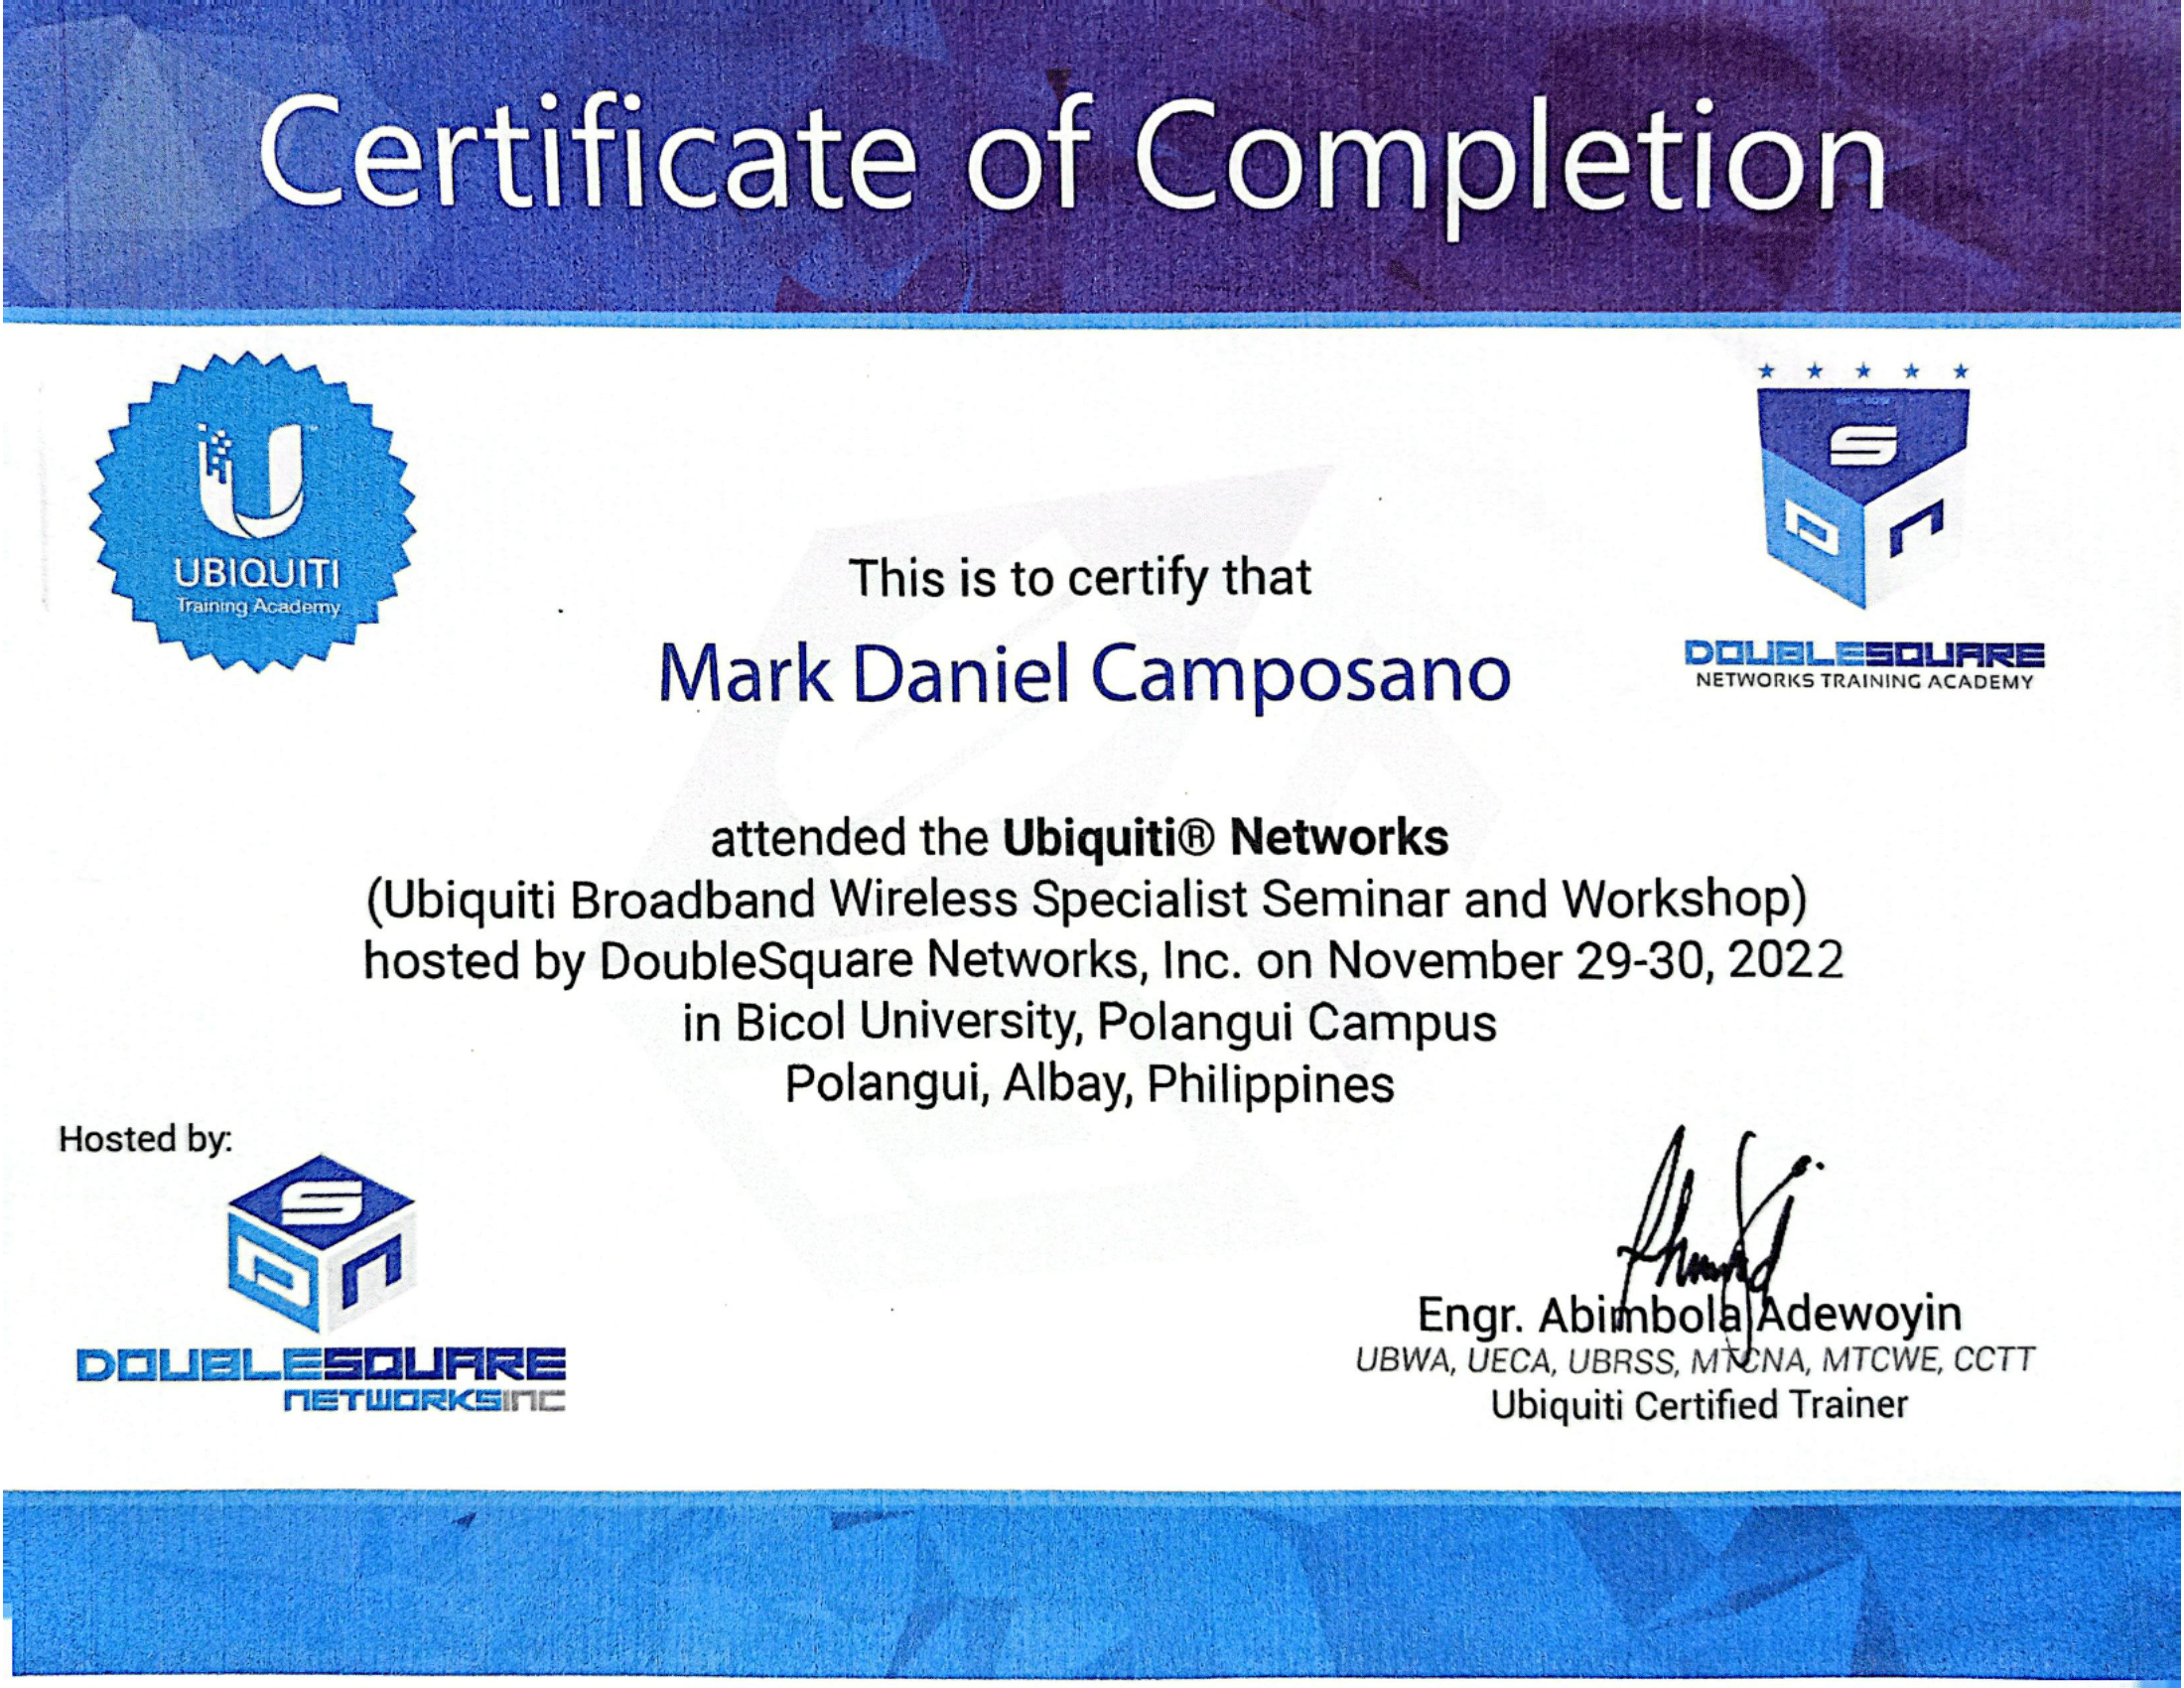 Certificate of Completion
UBIQUITI
Training Academy
S
D
N
DOUBLESQUARE
NETWORKS TRAINING ACADEMY
This is to certify that
Mark Daniel Camposano
attended the Ubiquiti® Networks
(Ubiquiti Broadband Wireless Specialist Seminar and Workshop)
hosted by DoubleSquare Networks, Inc. on November 29-30, 2022
in Bicol University, Polangui Campus
Polangui, Albay, Philippines
Hosted by:
S
D
N
DOUBLESQUARE
NETWORKSINC
Engr. Abimbola Adewoyin
UBWA, UECA, UBRSS, MTCNA, MTCWE, CCTT
Ubiquiti Certified Trainer